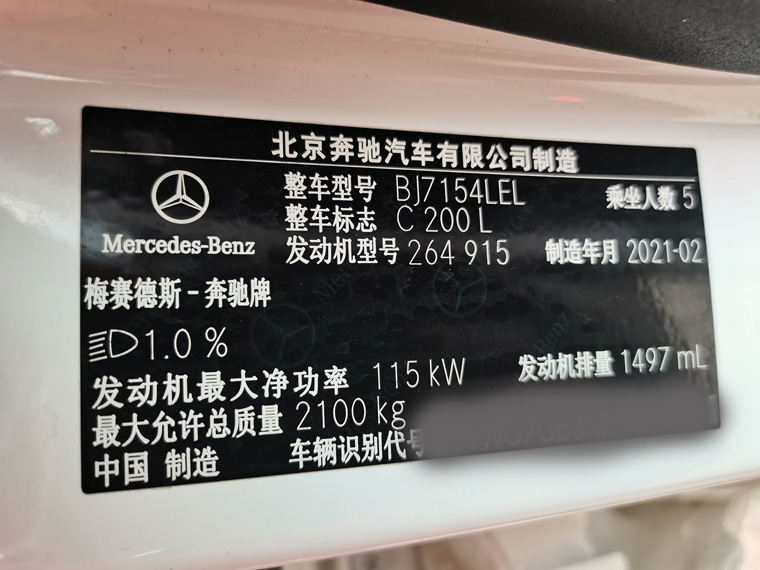 北京奔驰汽车有限公司制造
整车型号 BJ7154LEL 乘坐人数 5
整车标志 C 200 L
Mercedes-Benz 发动机型号 264 915 制造年月 2021-02
梅赛德斯-奔驰牌
1.0 %
发动机最大净功率 115 kW 发动机排量 1497 mL
最大允许总质量 2100 kg
中国 制造 车辆识别代号